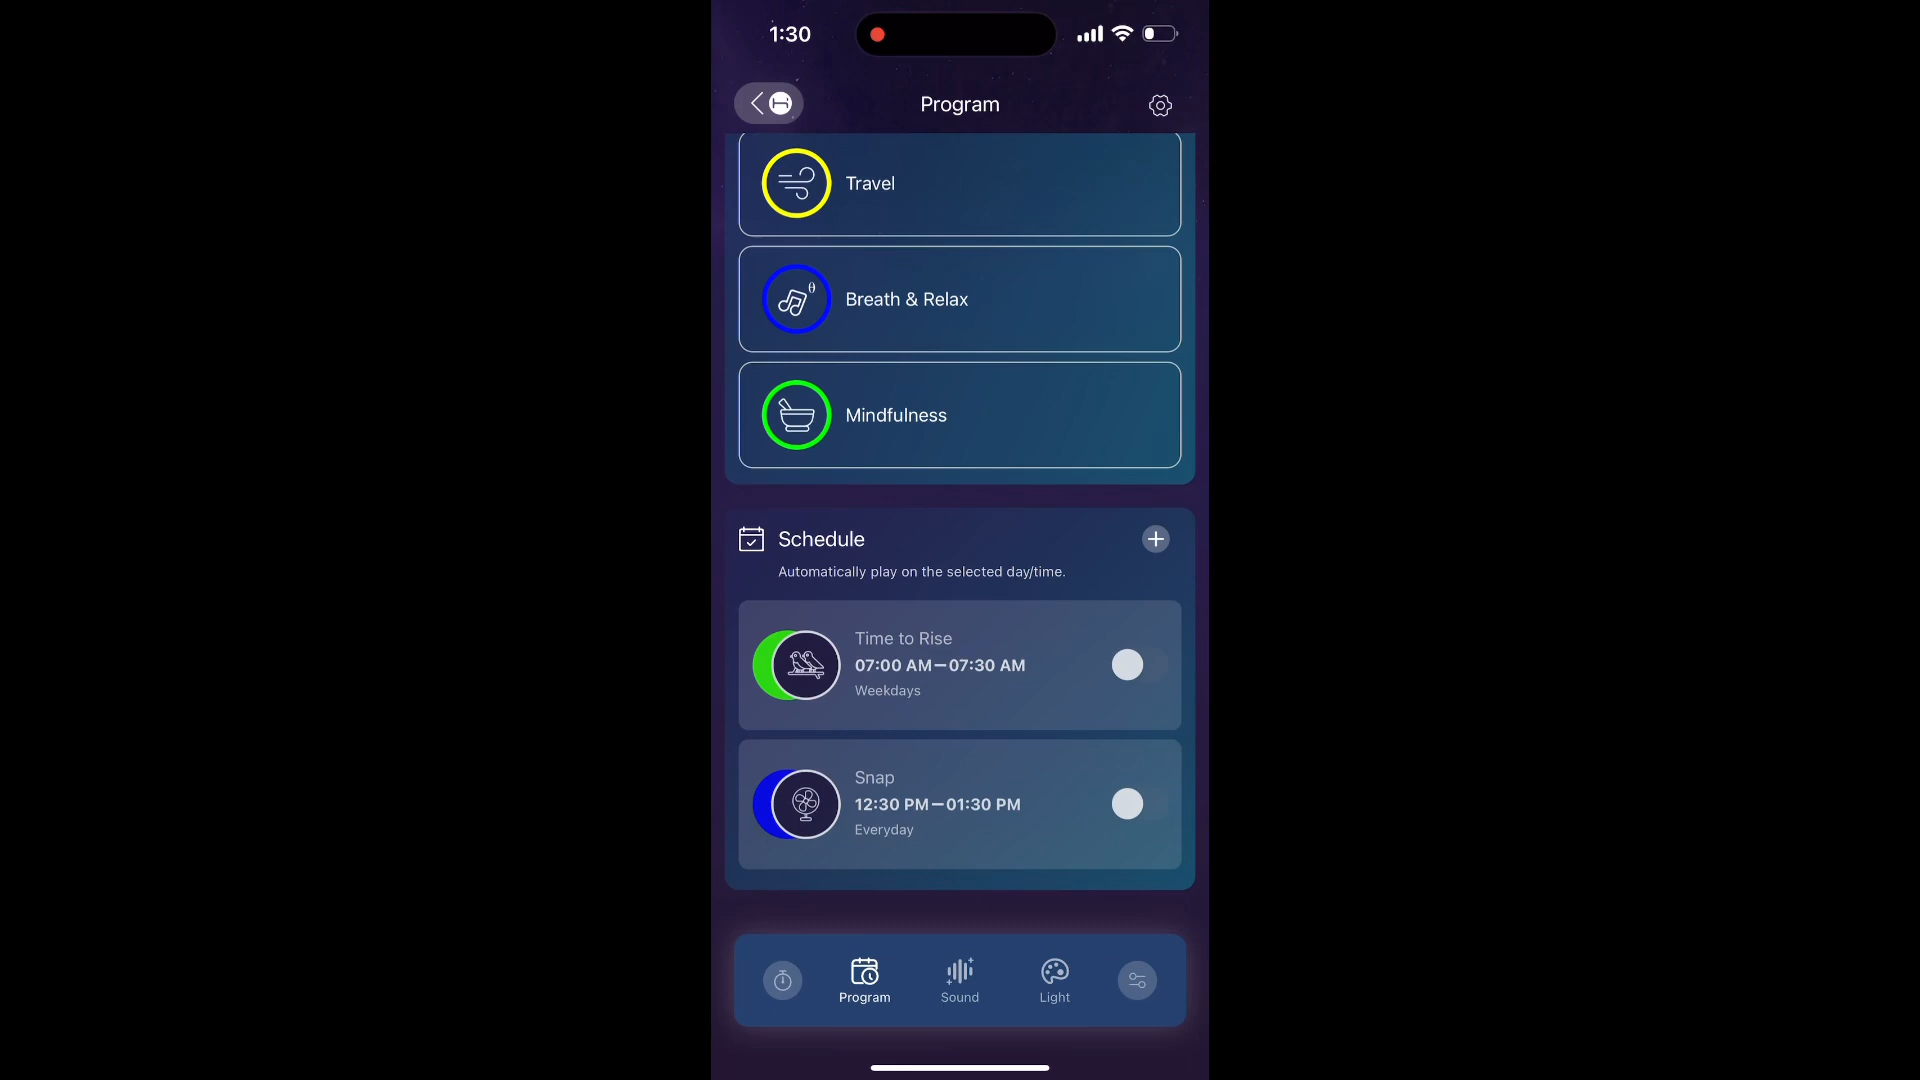 1:30
Program
Travel
θ
Breath & Relax
Mindfulness
Schedule
Automatically play on the selected day/time.
Time to Rise
07:00 AM–07:30 AM
Weekdays
Snap
12:30 PM–01:30 PM
Everyday
Program
Sound
Light